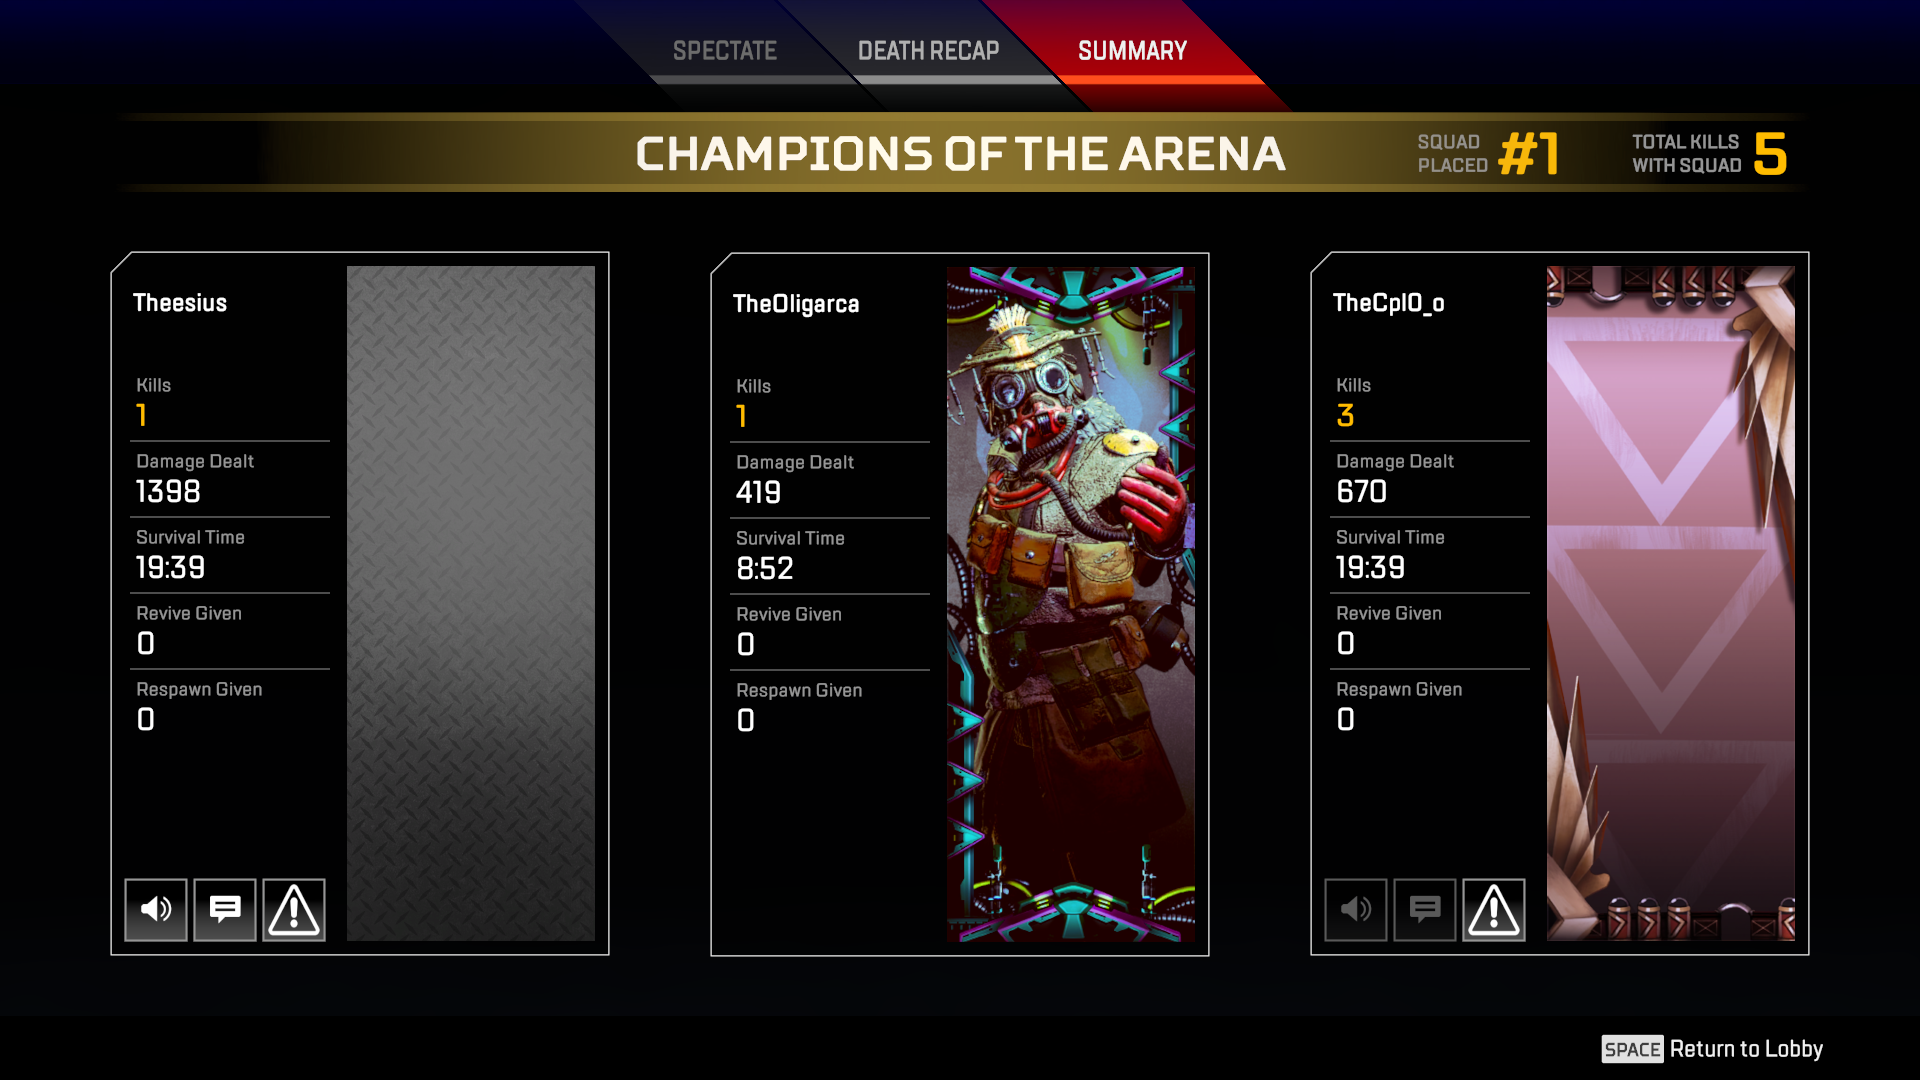 SPECTATE
DEATH RECAP
SUMMARY
CHAMPIONS OF THE ARENA
SQUAD
PLACED
#1
TOTAL KILLS
WITH SQUAD
5
Theesius
Kills
1
Damage Dealt
1398
Survival Time
19:39
Revive Given
0
Respawn Given
0
TheOligarca
Kills
1
Damage Dealt
419
Survival Time
8:52
Revive Given
0
Respawn Given
0
TheCplO_o
Kills
3
Damage Dealt
670
Survival Time
19:39
Revive Given
0
Respawn Given
0
SPACE Return to Lobby